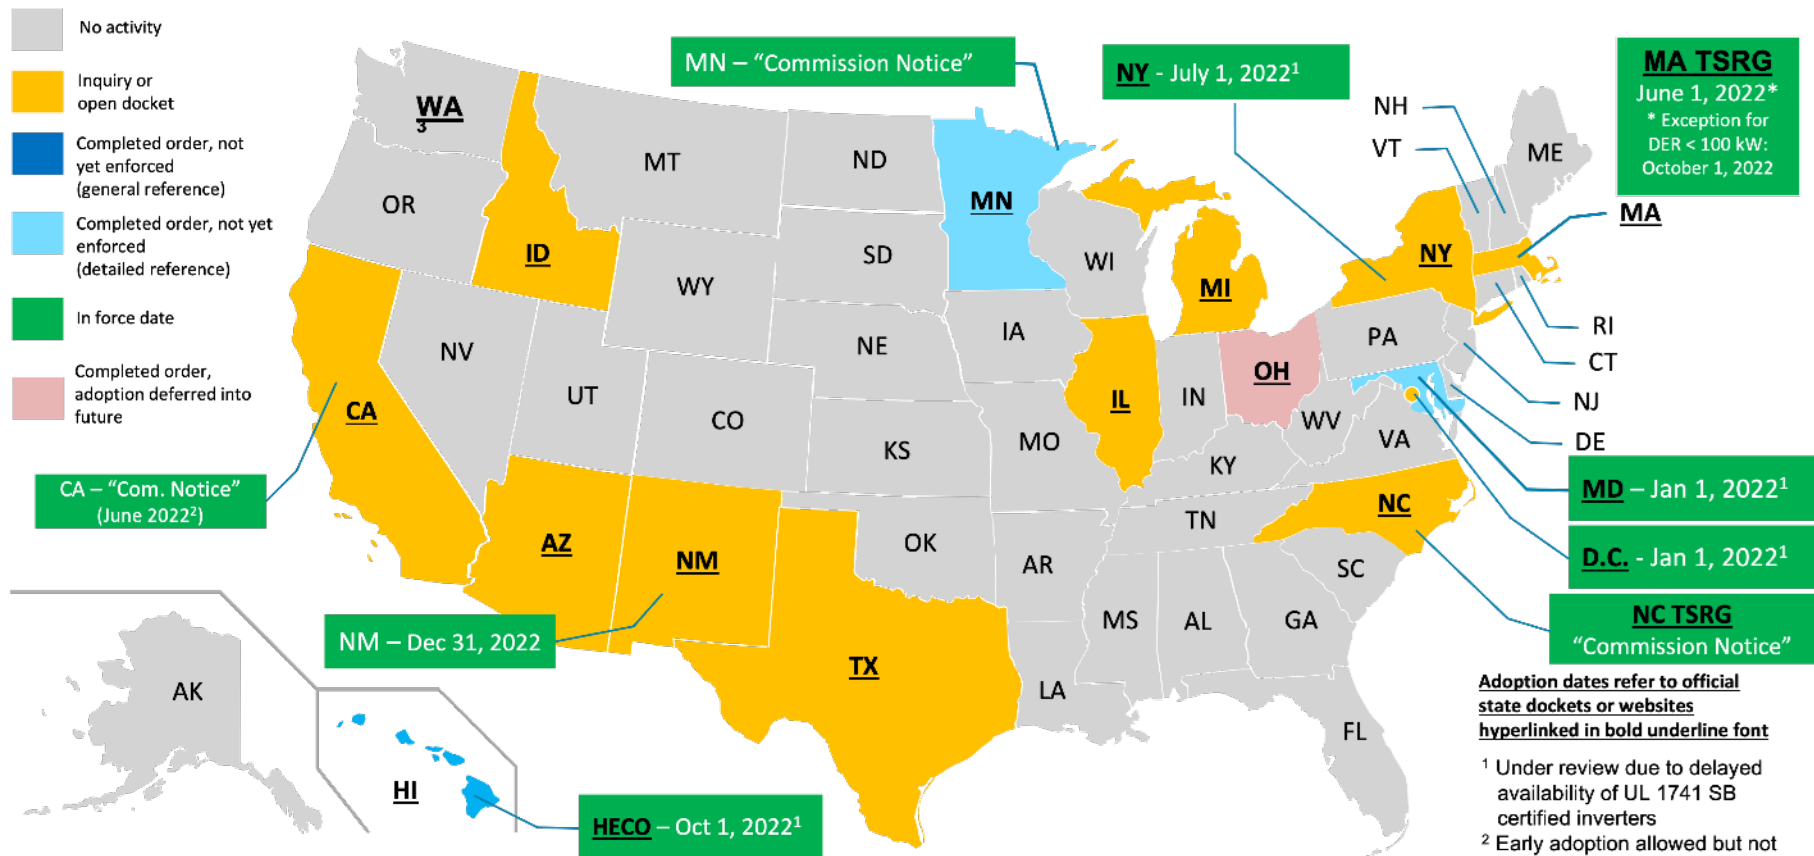 No activity
Inquiry or
open docket
Completed order, not
yet enforced
(general reference)
Completed order, not yet
enforced
(detailed reference)
In force date
Completed order,
adoption deferred into
future
MN – “Commission Notice”
NY - July 1, 2022¹
MA TSRG
June 1, 2022*
* Exception for
DER < 100 kW:
October 1, 2022
WA
3
OR
ID
MT
ND
MN
SD
WI
WY
NE
IA
MI
NH
VT
ME
MA
NY
RI
CT
NJ
DE
PA
NV
UT
CO
KS
MO
IL
IN
OH
WV
VA
KY
CA
CA – “Com. Notice”
(June 2022²)
AZ
NM
OK
AR
TN
NC
SC
MS
AL
GA
LA
TX
FL
MD – Jan 1, 2022¹
D.C. - Jan 1, 2022¹
NC TSRG
“Commission Notice”
NM – Dec 31, 2022
AK
HI
HECO – Oct 1, 2022¹
Adoption dates refer to official
state dockets or websites
hyperlinked in bold underline font
¹ Under review due to delayed
availability of UL 1741 SB
certified inverters
² Early adoption allowed but not